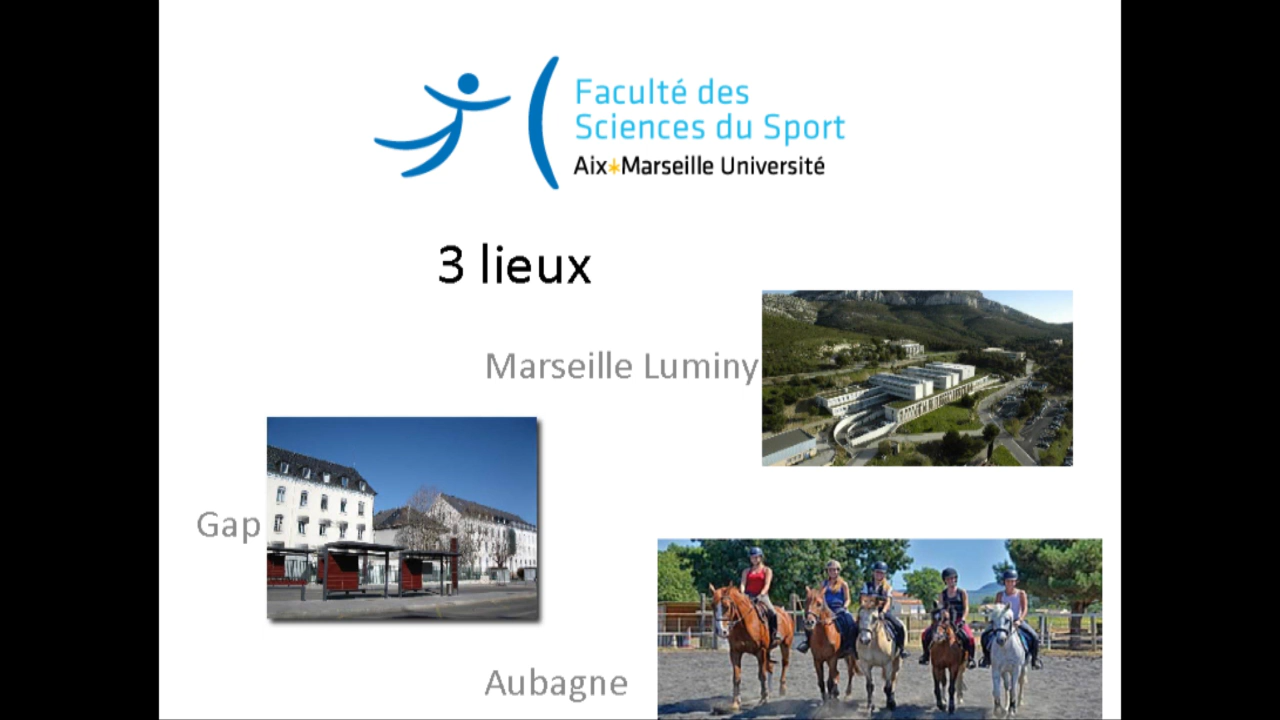 Faculté des
Sciences du Sport
Aix*Marseille Université
3 lieux
Marseille Luminy
Gap
Aubagne